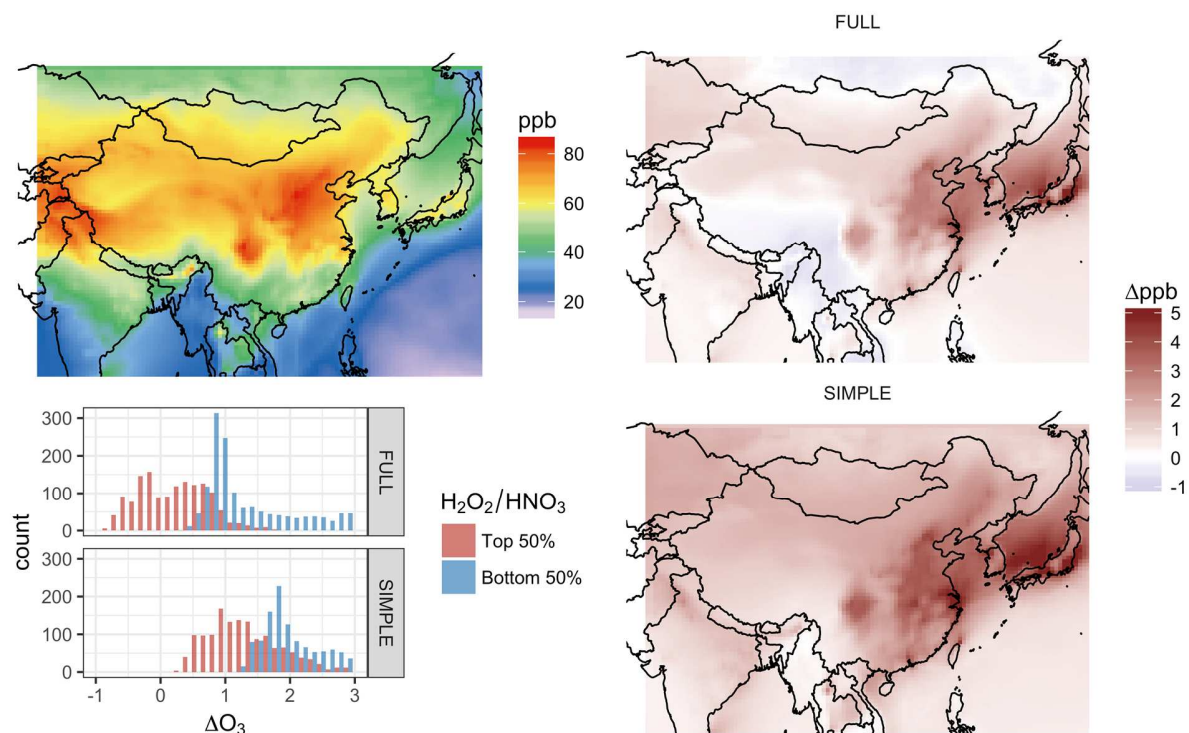 ppb
80
60
40
20
FULL
Δppb
5
4
3
2
1
0
-1
SIMPLE
300
200
100
0
FULL
300
200
100
0
SIMPLE
count
-1 0 1 2 3
ΔO₃
H₂O₂/HNO₃
Top 50%
Bottom 50%